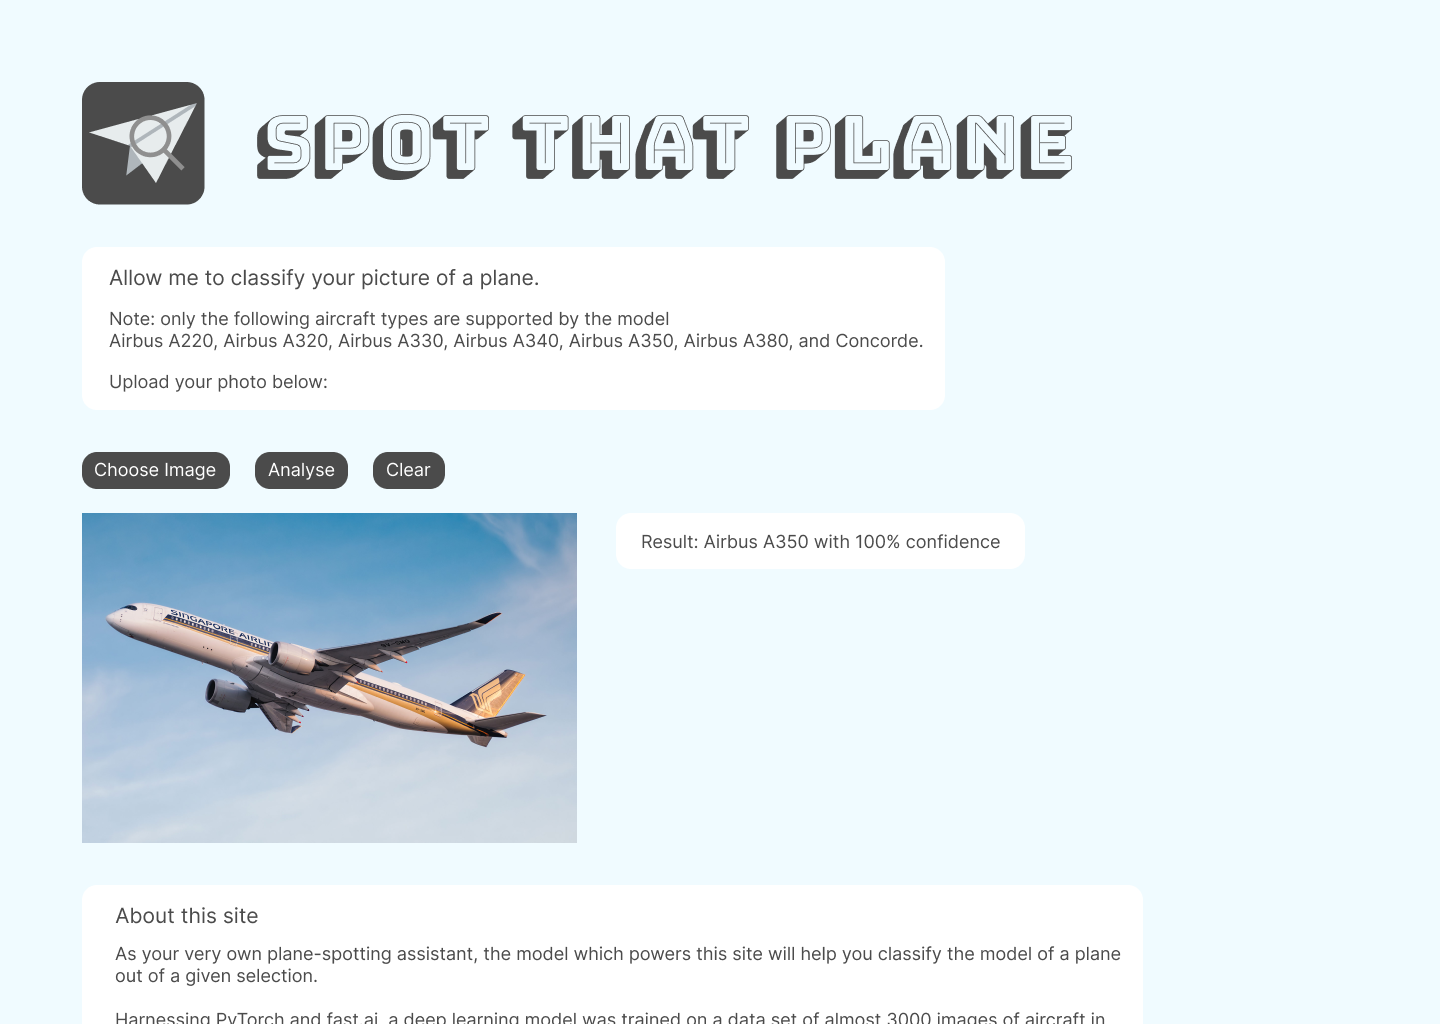 SPOT THAT PLANE
Allow me to classify your picture of a plane.
Note: only the following aircraft types are supported by the model
Airbus A220, Airbus A320, Airbus A330, Airbus A340, Airbus A350, Airbus A380, and Concorde.
Upload your photo below:
Choose Image Analyse Clear
Result: Airbus A350 with 100% confidence
SINGAPORE
About this site
As your very own plane-spotting assistant, the model which powers this site will help you classify the model of a plane
out of a given selection.
Harnessing PyTorch and fast.ai, a deep learning model was trained on a data set of almost 3000 images of aircraft in